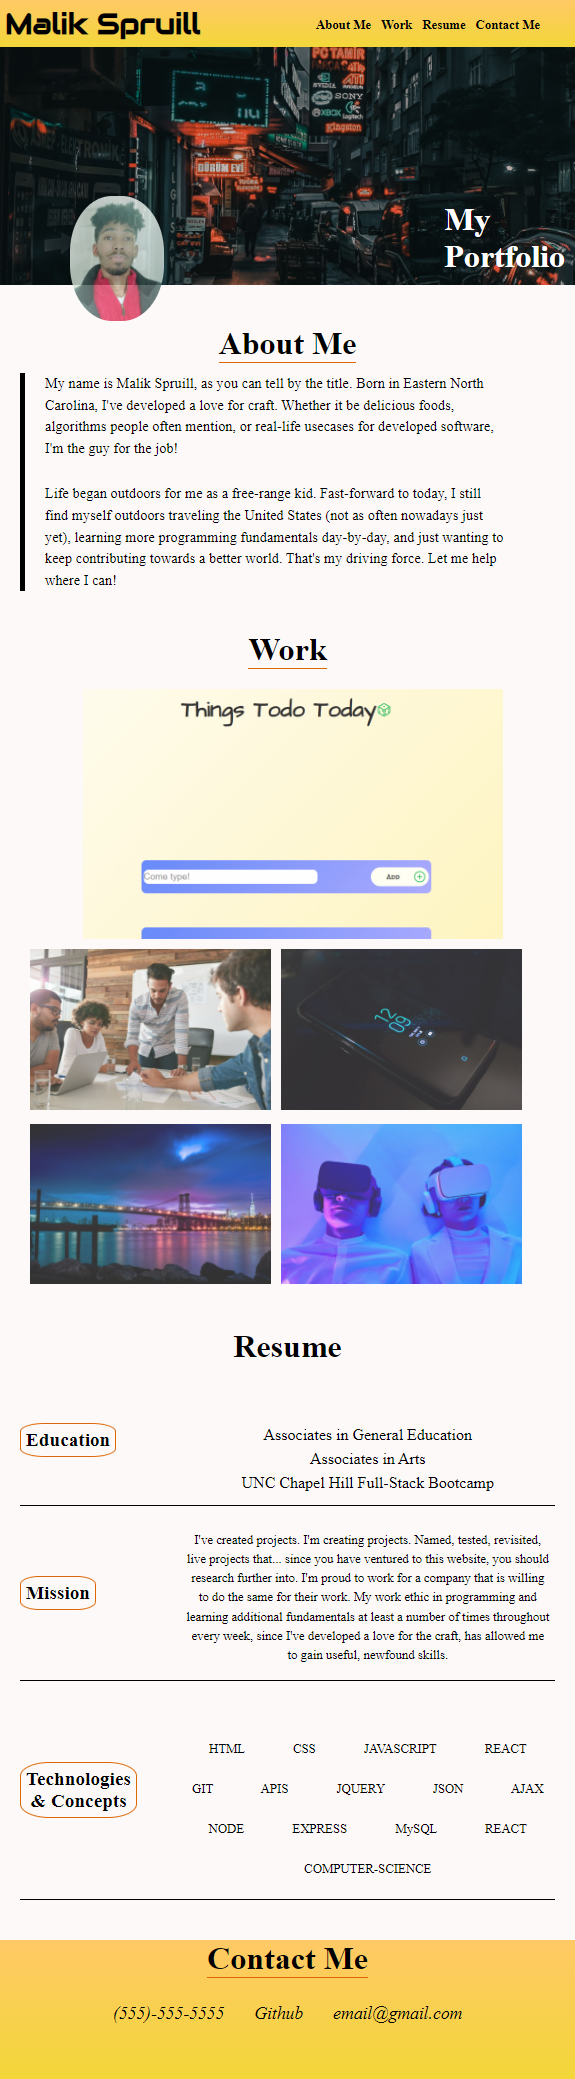 Malik Spruill
About Me Work Resume Contact Me
PC TAMİR
NVIDIA
SONY
XBOX
Logitech
Kingston
DÜRÜM EVİ
My
Portfolio
About Me
My name is Malik Spruill, as you can tell by the title. Born in Eastern North
Carolina, I've developed a love for craft. Whether it be delicious foods,
algorithms people often mention, or real-life usecases for developed software,
I'm the guy for the job!
Life began outdoors for me as a free-range kid. Fast-forward to today, I still
find myself outdoors traveling the United States (not as often nowadays just
yet), learning more programming fundamentals day-by-day, and just wanting to
keep contributing towards a better world. That's my driving force. Let me help
where I can!
Work
Things Todo Today
Come type!
ADD
12
09
Resume
Education
Associates in General Education
Associates in Arts
UNC Chapel Hill Full-Stack Bootcamp
Mission
I've created projects. I'm creating projects. Named, tested, revisited,
live projects that... since you have ventured to this website, you should
research further into. I'm proud to work for a company that is willing
to do the same for their work. My work ethic in programming and
learning additional fundamentals at least a number of times throughout
every week, since I've developed a love for the craft, has allowed me
to gain useful, newfound skills.
Technologies
& Concepts
HTML CSS JAVASCRIPT REACT
GIT APIS JQUERY JSON AJAX
NODE EXPRESS MySQL REACT
COMPUTER-SCIENCE
Contact Me
(555)-555-5555 Github email@gmail.com